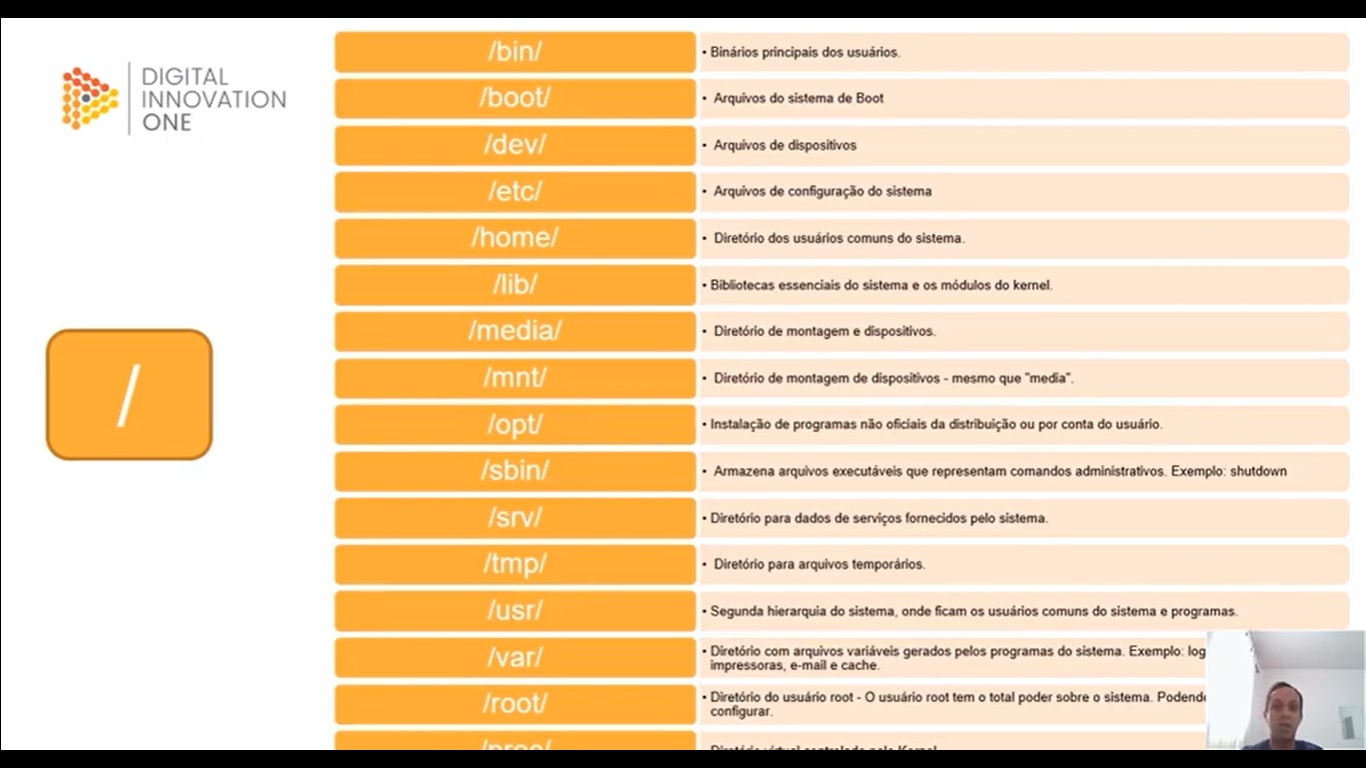 DIGITAL
INNOVATION
ONE
/
/bin/
• Binários principais dos usuários.
/boot/
• Arquivos do sistema de Boot
/dev/
• Arquivos de dispositivos
/etc/
• Arquivos de configuração do sistema
/home/
• Diretório dos usuários comuns do sistema.
/lib/
• Bibliotecas essenciais do sistema e os módulos do kernel.
/media/
• Diretório de montagem e dispositivos.
/mnt/
• Diretório de montagem de dispositivos - mesmo que "media".
/opt/
• Instalação de programas não oficiais da distribuição ou por conta do usuário.
/sbin/
• Armazena arquivos executáveis que representam comandos administrativos. Exemplo: shutdown
/srv/
• Diretório para dados de serviços fornecidos pelo sistema.
/tmp/
• Diretório para arquivos temporários.
/usr/
• Segunda hierarquia do sistema, onde ficam os usuários comuns do sistema e programas.
/var/
• Diretório com arquivos variáveis gerados pelos programas do sistema. Exemplo: log
impressoras, e-mail e cache.
/root/
• Diretório do usuário root - O usuário root tem o total poder sobre o sistema. Podend
configurar.
/proc/
• Diretório virtual controlado pelo Kernel